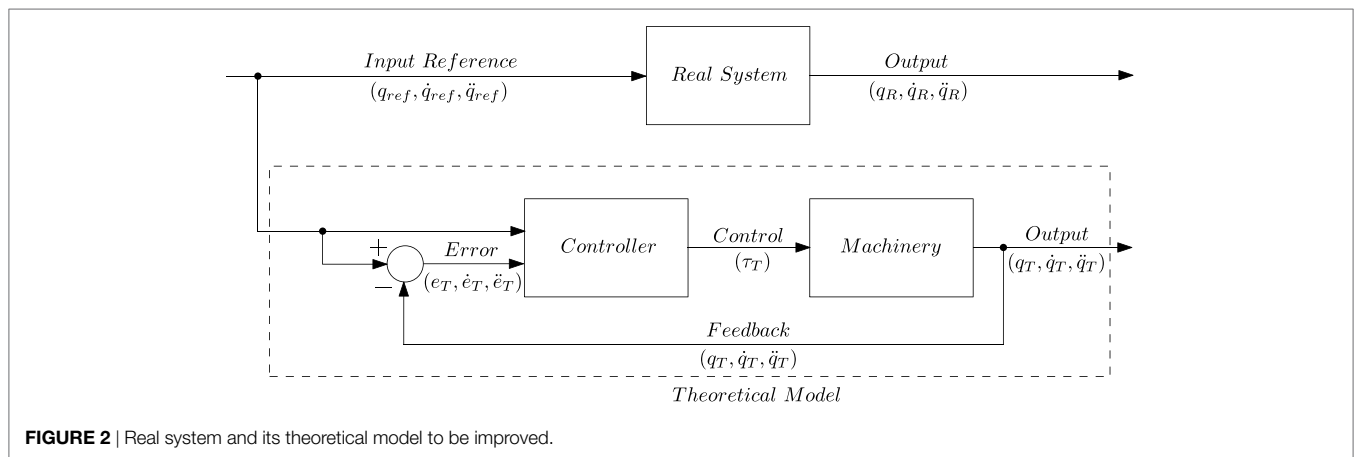 Input Reference
(q_ref, q̇_ref, q̈_ref)
Real System
Output
(q_R, q̇_R, q̈_R)
+
−
Error
(e_T, ė_T, ë_T)
Controller
Control
(τ_T)
Machinery
Output
(q_T, q̇_T, q̈_T)
Feedback
(q_T, q̇_T, q̈_T)
Theoretical Model
FIGURE 2 | Real system and its theoretical model to be improved.